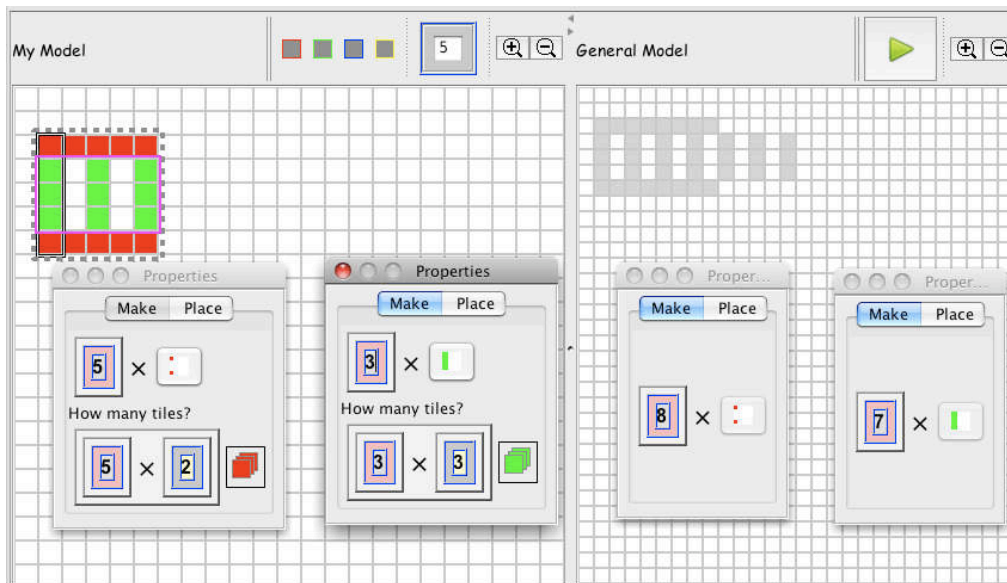 My Model
5
General Model
Properties
Make Place
5 ×
How many tiles?
5 × 2
Properties
Make Place
3 ×
How many tiles?
3 × 3
Proper...
Make Place
8 ×
Proper...
Make Place
7 ×